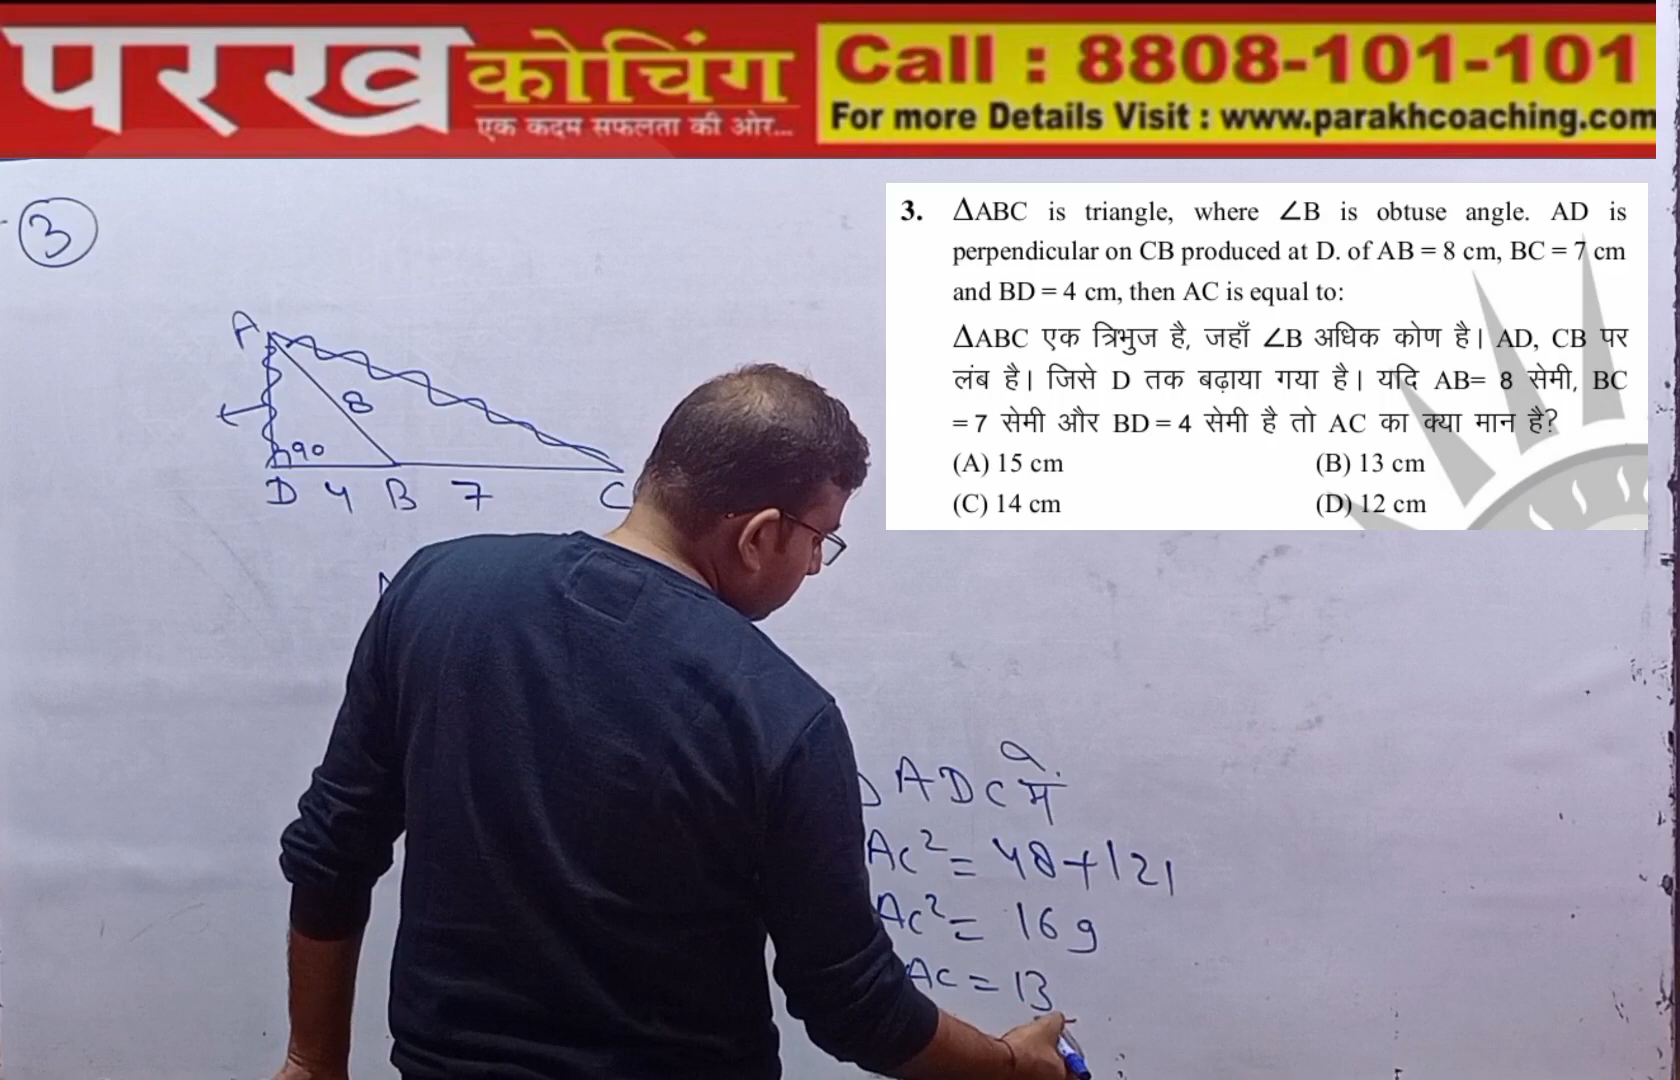 परख कोचिंग
एक कदम सफलता की ओर...
Call : 8808-101-101
For more Details Visit : www.parakhcoaching.com
3
A
8
90
D 4 B 7 C
3. ΔABC is triangle, where ∠B is obtuse angle. AD is
perpendicular on CB produced at D. of AB = 8 cm, BC = 7 cm
and BD = 4 cm, then AC is equal to:
ΔABC एक त्रिभुज है, जहाँ ∠B अधिक कोण है। AD, CB पर
लंब है। जिसे D तक बढ़ाया गया है। यदि AB= 8 सेमी, BC
= 7 सेमी और BD = 4 सेमी है तो AC का क्या मान है?
(A) 15 cm (B) 13 cm
(C) 14 cm (D) 12 cm
ADC में
AC² = 48+121
AC² = 169
AC = 13